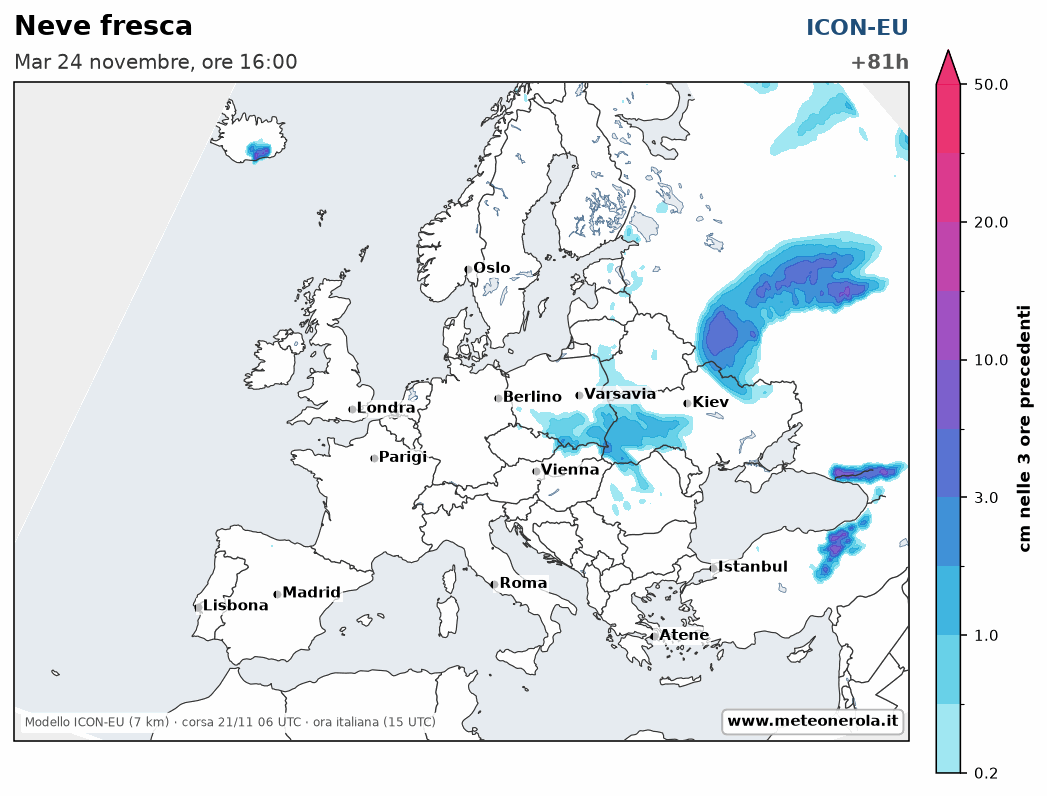 Neve fresca
ICON-EU
Mar 24 novembre, ore 16:00
+81h
50.0
20.0
10.0
3.0
1.0
0.2
cm nelle 3 ore precedenti
Oslo
Berlino
Varsavia
Kiev
Londra
Parigi
Vienna
Istanbul
Roma
Madrid
Lisbona
Atene
Modello ICON-EU (7 km) · corsa 21/11 06 UTC · ora italiana (15 UTC)
www.meteonerola.it